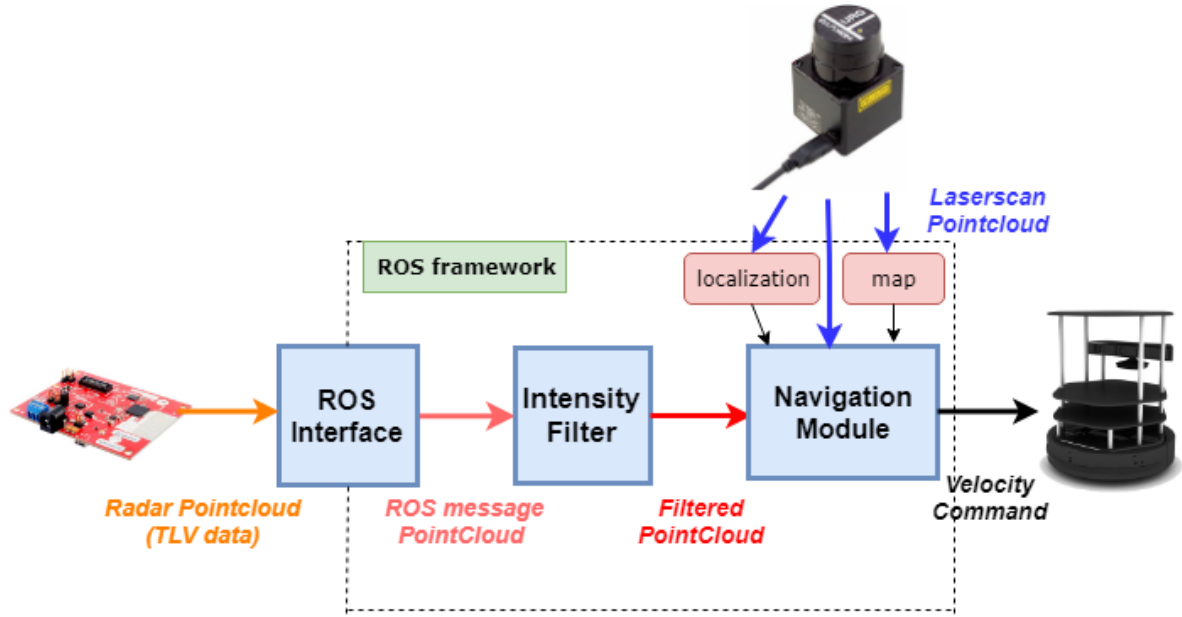 URG
Laserscan
Pointcloud
ROS framework
localization
map
ROS
Interface
Intensity
Filter
Navigation
Module
Radar Pointcloud
(TLV data)
ROS message
PointCloud
Filtered
PointCloud
Velocity
Command